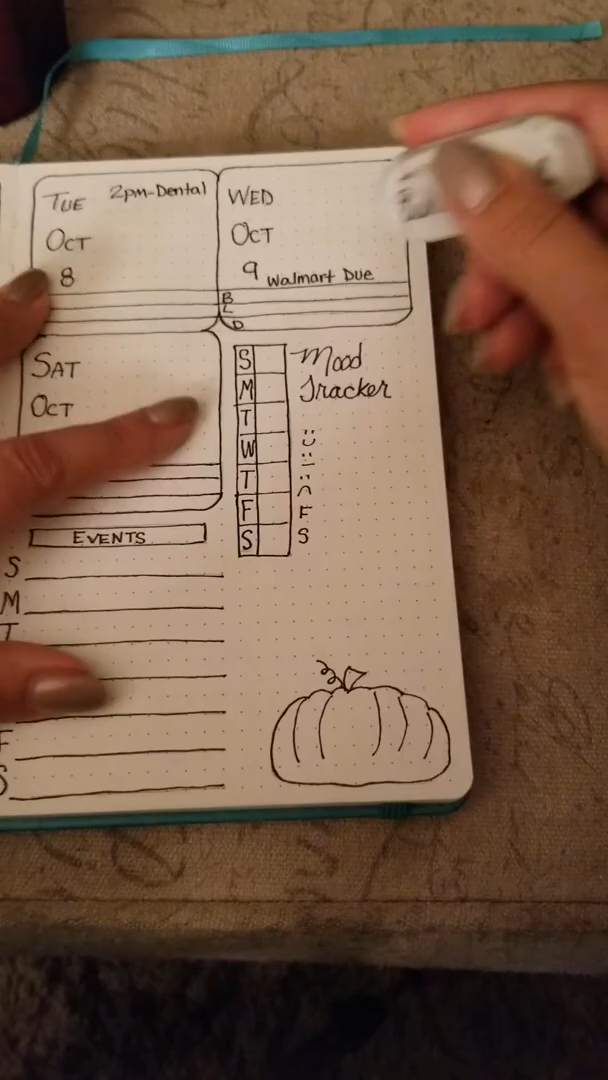 TUE 2pm-Dental
OCT
8
WED
OCT
9 Walmart Due
B
L
D
SAT
OCT
S
M
T
W
T
F
S
Mood
Tracker
F
S
EVENTS
S
M
T
F
S